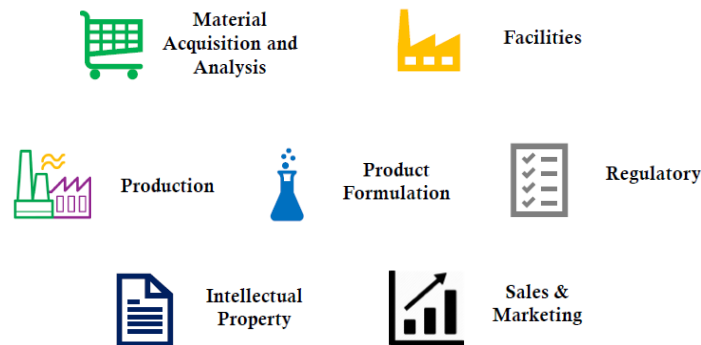 Material
Acquisition and
Analysis
Facilities
Production
Product
Formulation
Regulatory
Intellectual
Property
Sales &
Marketing